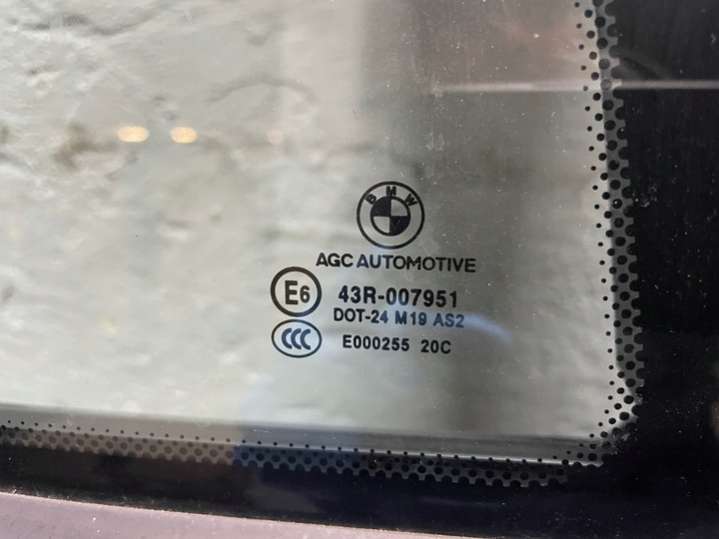 BMW
AGC AUTOMOTIVE
E6 43R-007951
DOT-24 M19 AS2
CCC E000255 20C